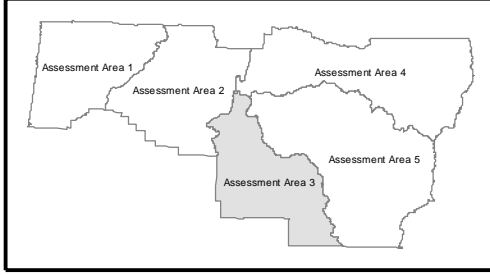 Assessment Area 1
Assessment Area 2
Assessment Area 4
Assessment Area 5
Assessment Area 3